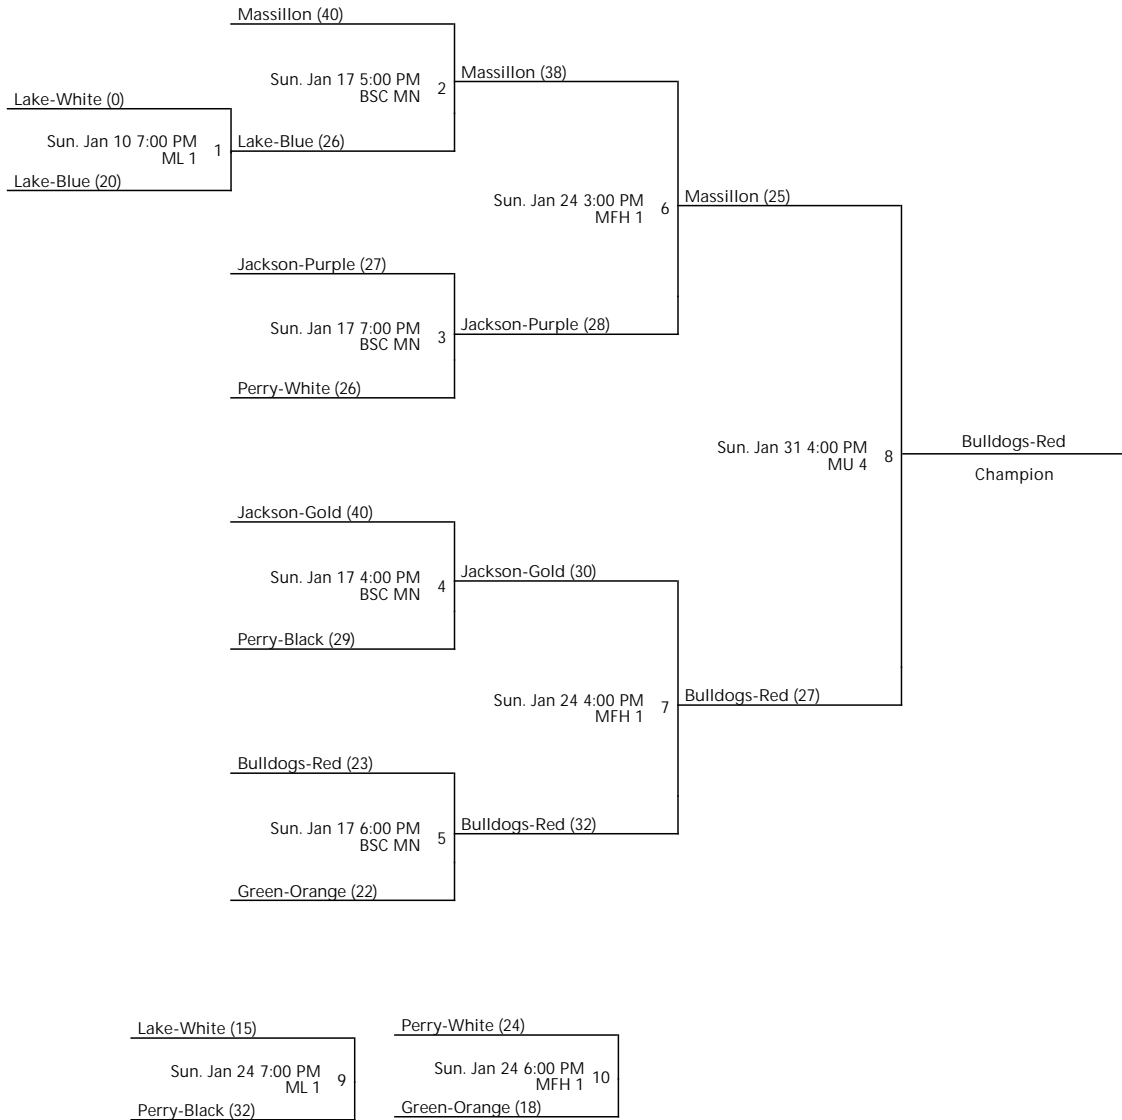 Massillon (40)
Sun. Jan 17 5:00 PM
BSC MN
2
Massillon (38)
Lake-White (0)
Sun. Jan 10 7:00 PM
ML 1
1
Lake-Blue (26)
Lake-Blue (20)
Sun. Jan 24 3:00 PM
MFH 1
6
Massillon (25)
Jackson-Purple (27)
Sun. Jan 17 7:00 PM
BSC MN
3
Jackson-Purple (28)
Perry-White (26)
Sun. Jan 31 4:00 PM
MU 4
8
Bulldogs-Red
Champion
Jackson-Gold (40)
Sun. Jan 17 4:00 PM
BSC MN
4
Jackson-Gold (30)
Perry-Black (29)
Sun. Jan 24 4:00 PM
MFH 1
7
Bulldogs-Red (27)
Bulldogs-Red (23)
Sun. Jan 17 6:00 PM
BSC MN
5
Bulldogs-Red (32)
Green-Orange (22)
Lake-White (15)
Sun. Jan 24 7:00 PM
ML 1
9
Perry-Black (32)
Perry-White (24)
Sun. Jan 24 6:00 PM
MFH 1
10
Green-Orange (18)